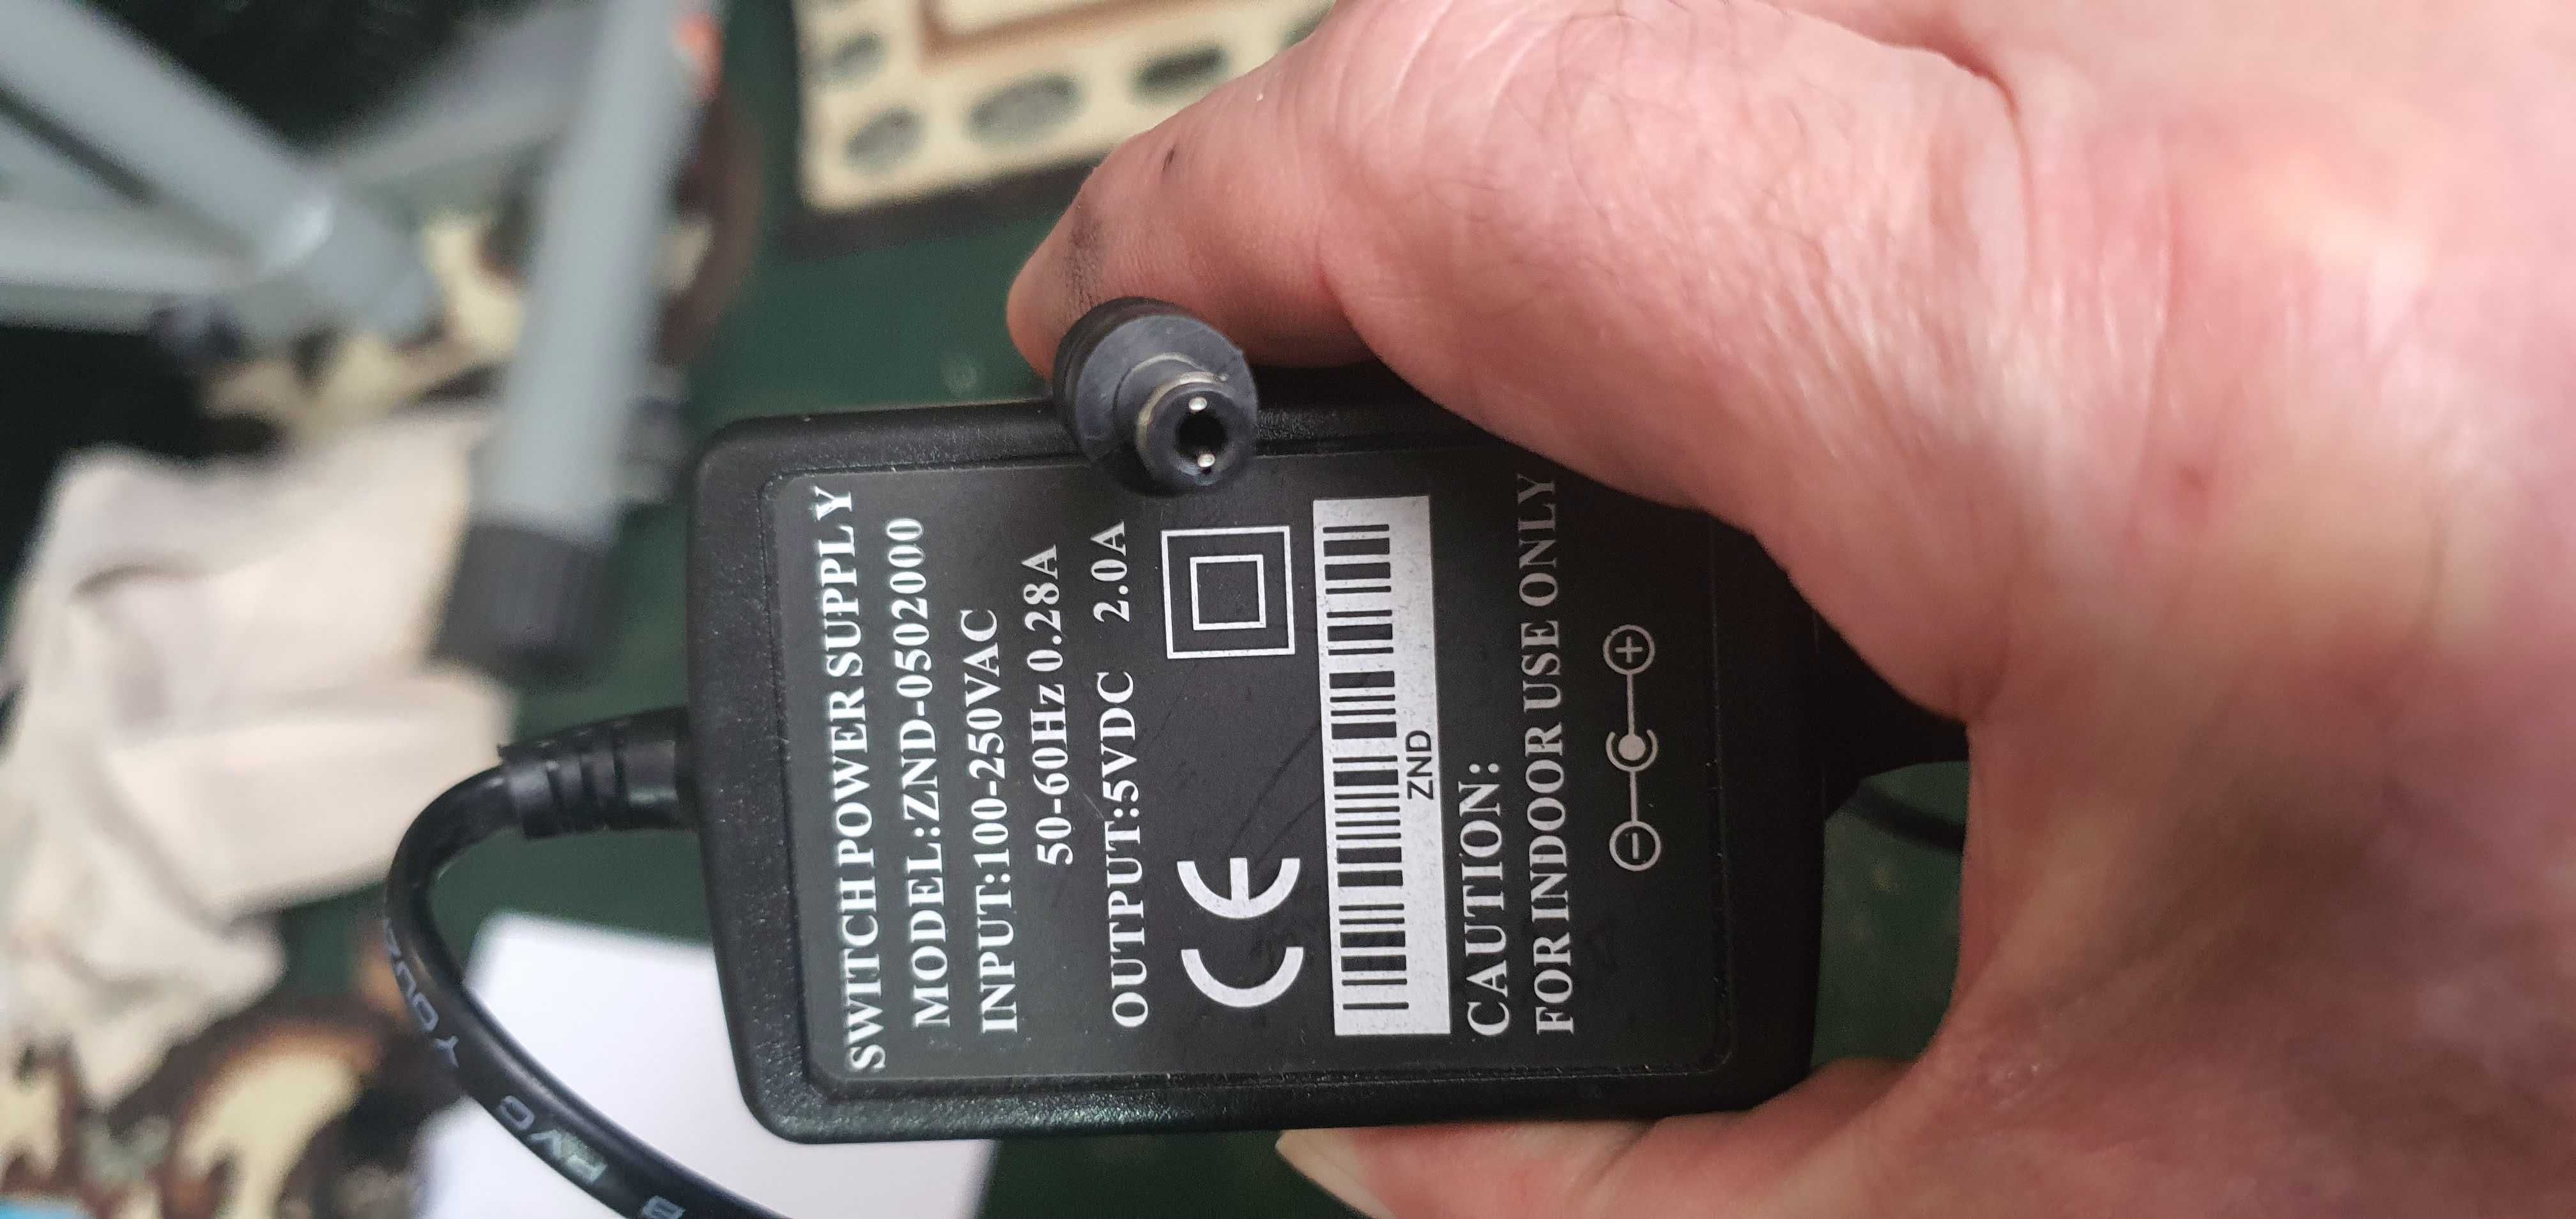 SWITCH POWER SUPPLY
MODEL:ZND-0502000
INPUT:100-250VAC
50-60Hz 0.28A
OUTPUT:5VDC 2.0A
CE
ZND
CAUTION:
FOR INDOOR USE ONLY
- +